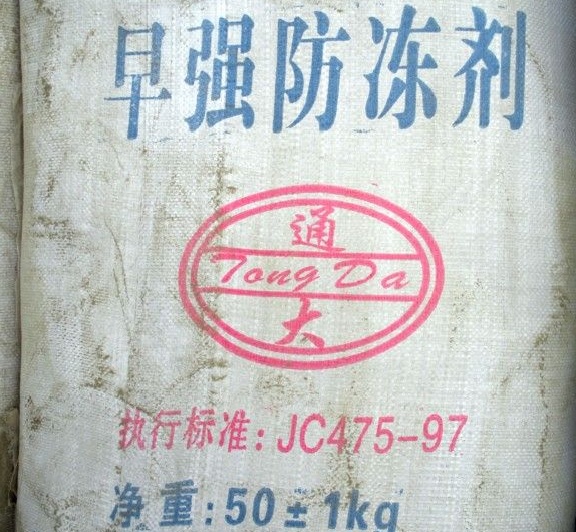 早强防冻剂
通
Tong Da
大
执行标准: JC475-97
净重: 50±1kg